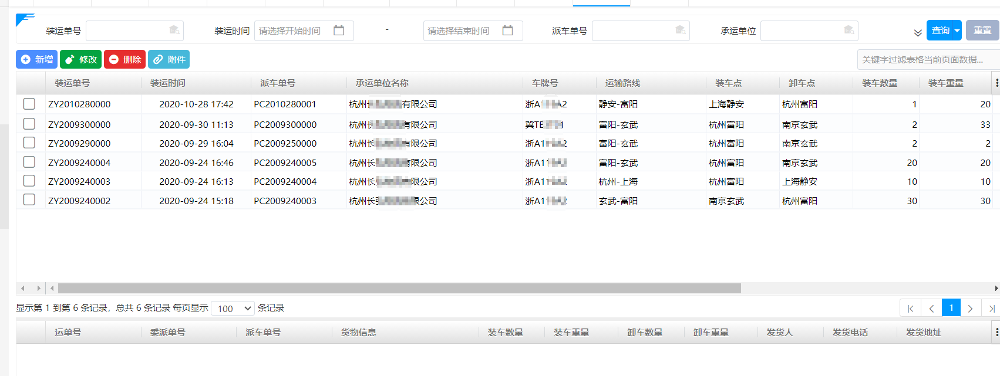 装运单号 装运时间 请选择开始时间 - 请选择结束时间 派车单号 承运单位 查询 重置
新增 修改 删除 附件 关键字过滤表格当前页面数据...
装运单号 装运时间 派车单号 承运单位名称 车牌号 运输路线 装车点 卸车点 装车数量 装车重量
ZY2010280000 2020-10-28 17:42 PC2010280001 杭州 有限公司 浙A1 A2 静安-富阳 上海静安 杭州富阳 1 20
ZY2009300000 2020-09-30 11:13 PC2009300000 杭州 有限公司 冀TE 1 富阳-玄武 杭州富阳 南京玄武 2 33
ZY2009290000 2020-09-29 16:04 PC2009250000 杭州长 有限公司 浙A1 2 富阳-玄武 杭州富阳 南京玄武 2 2
ZY2009240004 2020-09-24 16:46 PC2009240005 杭州长 有限公司 浙A11 富阳-玄武 杭州富阳 南京玄武 20 20
ZY2009240003 2020-09-24 16:13 PC2009240004 杭州长 限公司 浙A11 杭州-上海 杭州富阳 上海静安 10 10
ZY2009240002 2020-09-24 15:18 PC2009240003 杭州长 限公司 浙A11 2 玄武-富阳 南京玄武 杭州富阳 30 30
显示第 1 到第 6 条记录，总共 6 条记录 每页显示 100 条记录 1
运单号 委派单号 派车单号 货物信息 装车数量 装车重量 卸车数量 卸车重量 发货人 发货电话 发货地址